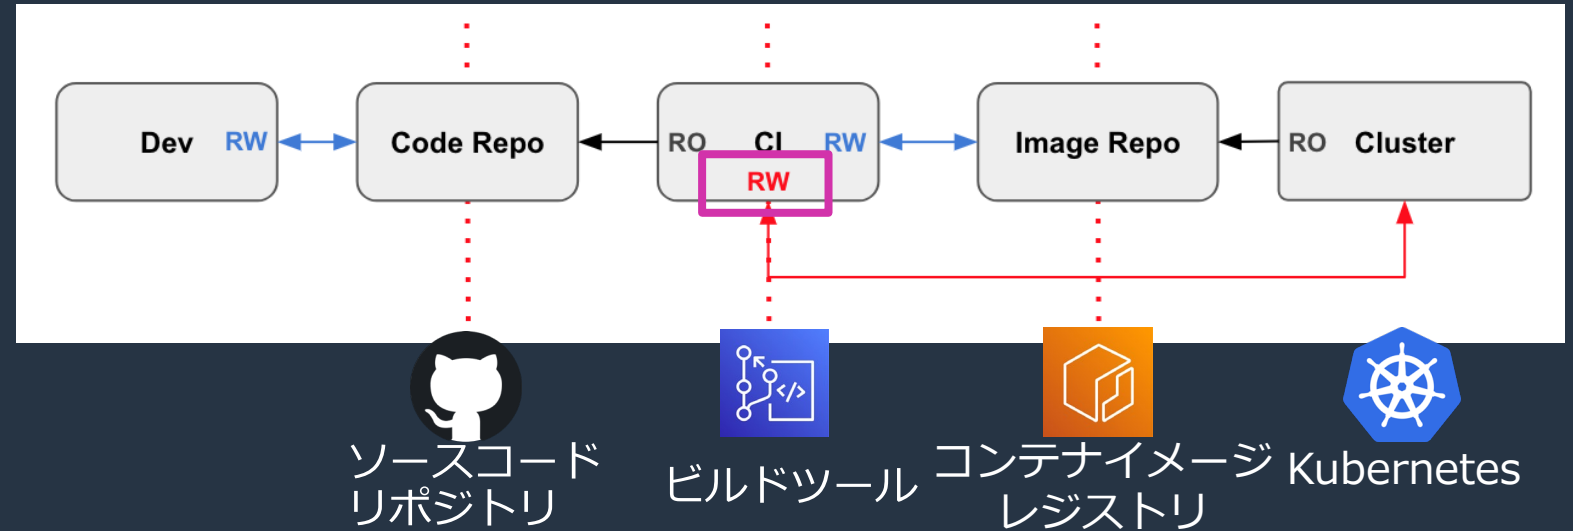 Dev RW
Code Repo
RO CI RW
RW
Image Repo
RO Cluster
ソースコード
リポジトリ
ビルドツール
コンテナイメージ
レジストリ
Kubernetes